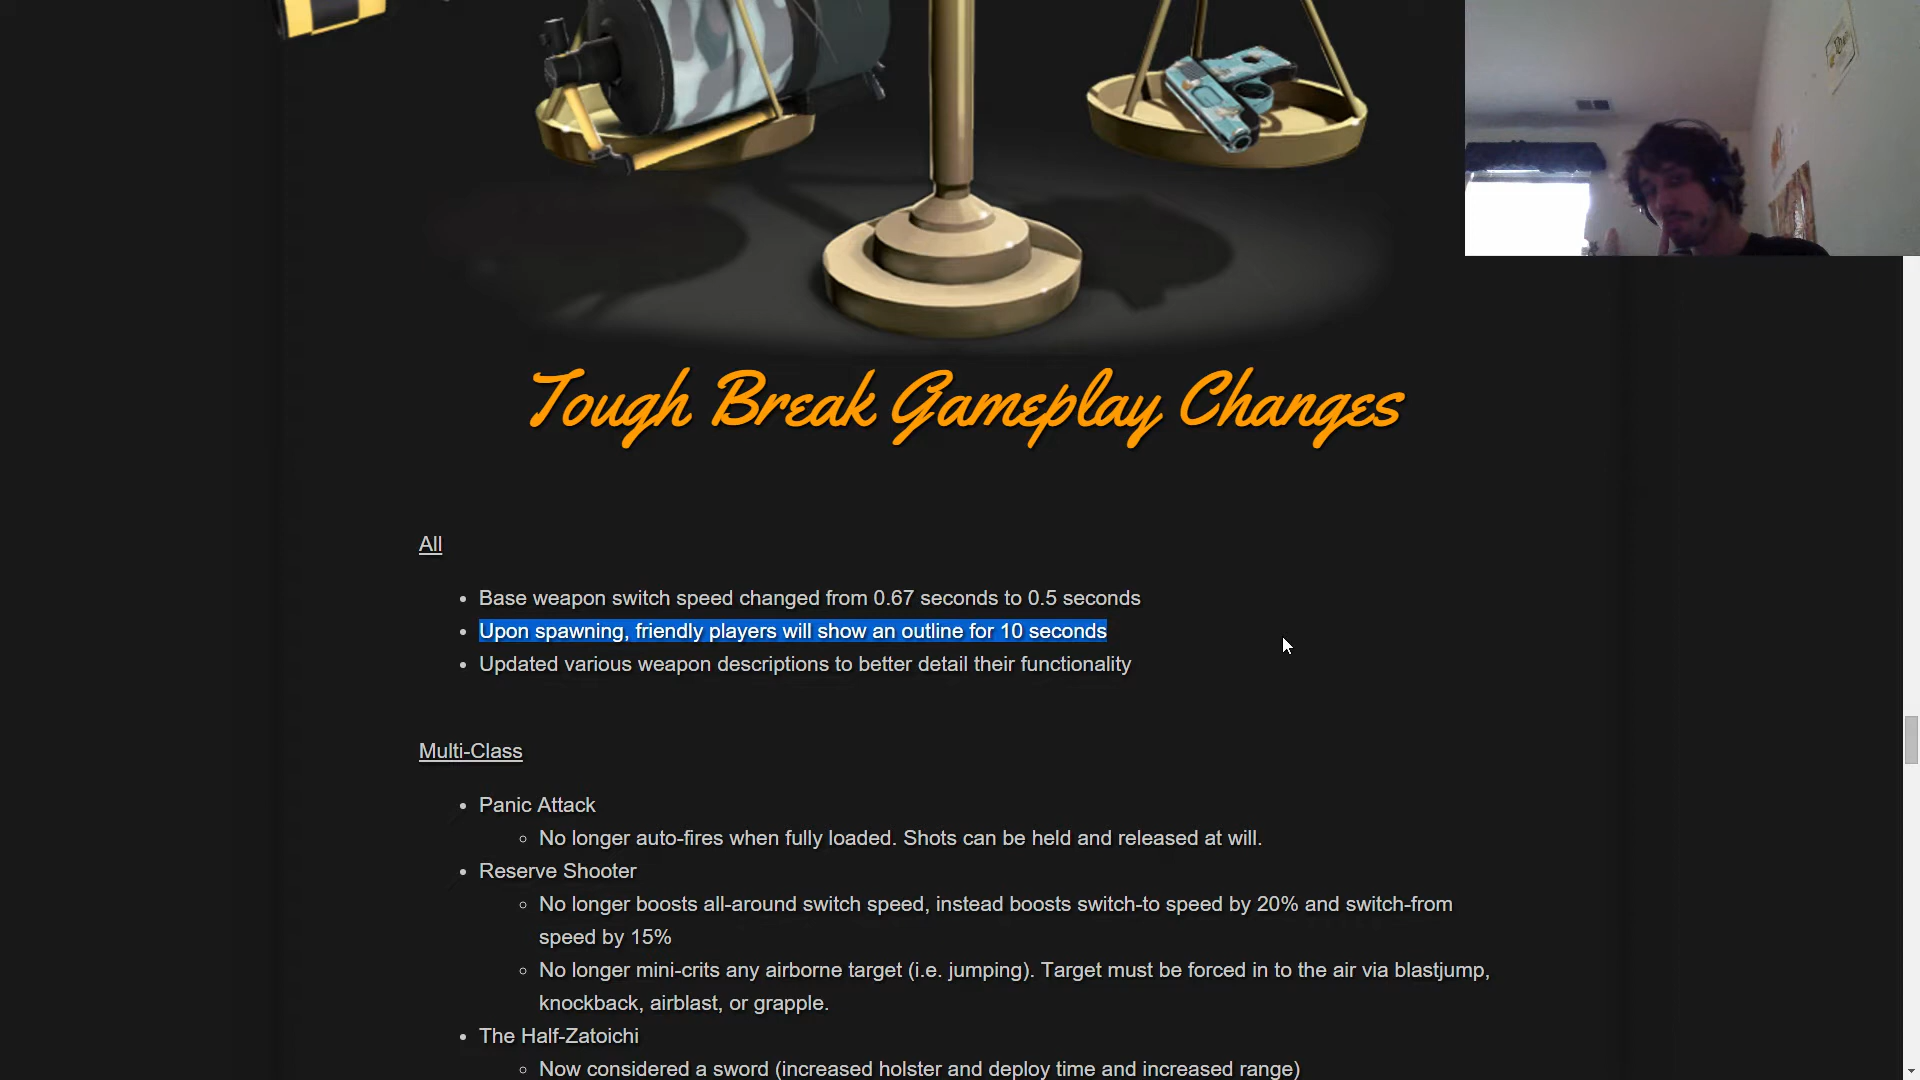 Tough Break Gameplay Changes
All
Base weapon switch speed changed from 0.67 seconds to 0.5 seconds
Upon spawning, friendly players will show an outline for 10 seconds
Updated various weapon descriptions to better detail their functionality
Multi-Class
Panic Attack
No longer auto-fires when fully loaded. Shots can be held and released at will.
Reserve Shooter
No longer boosts all-around switch speed, instead boosts switch-to speed by 20% and switch-from
speed by 15%
No longer mini-crits any airborne target (i.e. jumping). Target must be forced in to the air via blastjump,
knockback, airblast, or grapple.
The Half-Zatoichi
Now considered a sword (increased holster and deploy time and increased range)